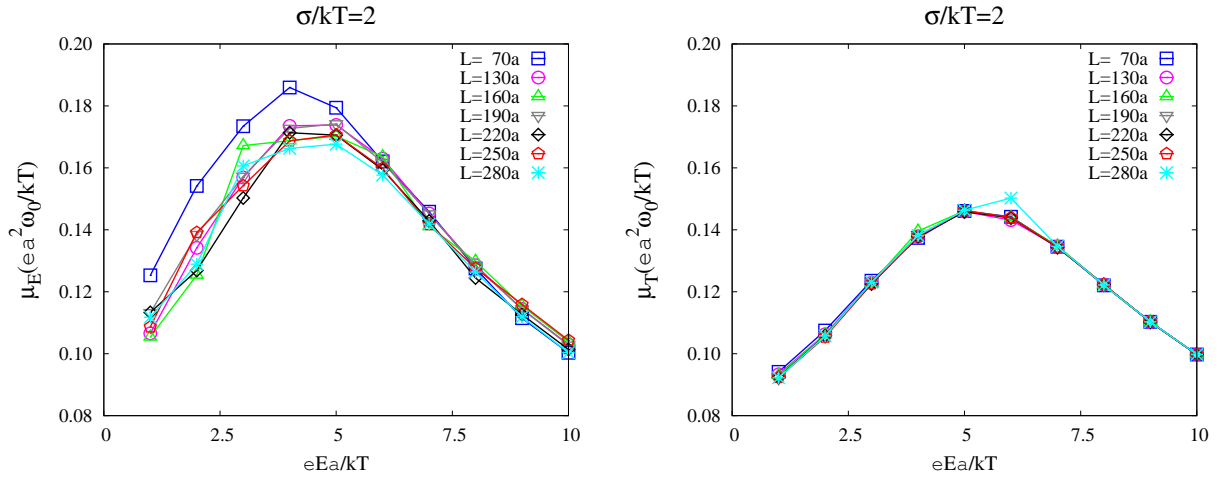 σ/kT=2
μE(ea²ω0/kT)
0.20
0.18
0.16
0.14
0.12
0.10
0.08
0
2.5
5
7.5
10
eEa/kT
L= 70a
L=130a
L=160a
L=190a
L=220a
L=250a
L=280a
σ/kT=2
μT(ea²ω0/kT)
0.20
0.18
0.16
0.14
0.12
0.10
0.08
0
2.5
5
7.5
10
eEa/kT
L= 70a
L=130a
L=160a
L=190a
L=220a
L=250a
L=280a